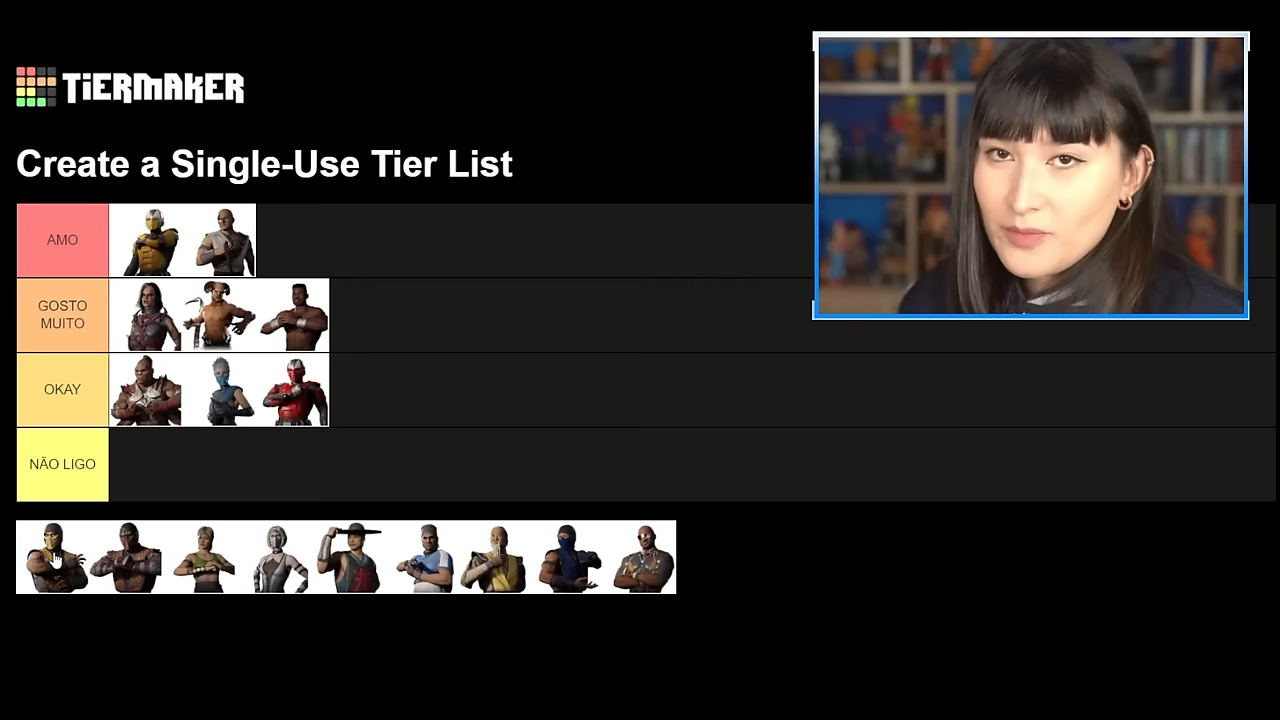 TiERMAKER
Create a Single-Use Tier List
AMO
GOSTO
MUITO
OKAY
NÃO LIGO